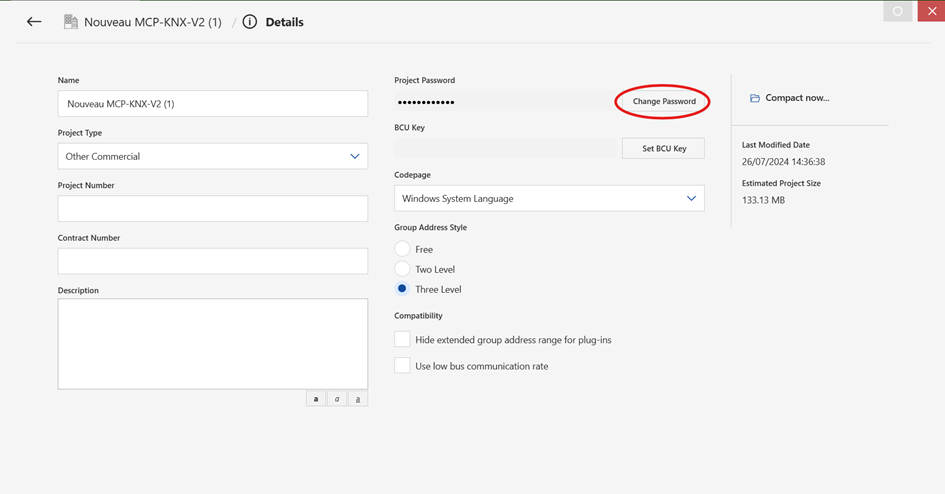 Nouveau MCP-KNX-V2 (1) / Details
Name
Nouveau MCP-KNX-V2 (1)
Project Type
Other Commercial
Project Number
Contract Number
Description
a a a
Project Password
••••••••••••
Change Password
BCU Key
Set BCU Key
Codepage
Windows System Language
Group Address Style
Free
Two Level
Three Level
Compatibility
Hide extended group address range for plug-ins
Use low bus communication rate
Compact now...
Last Modified Date
26/07/2024 14:36:38
Estimated Project Size
133.13 MB